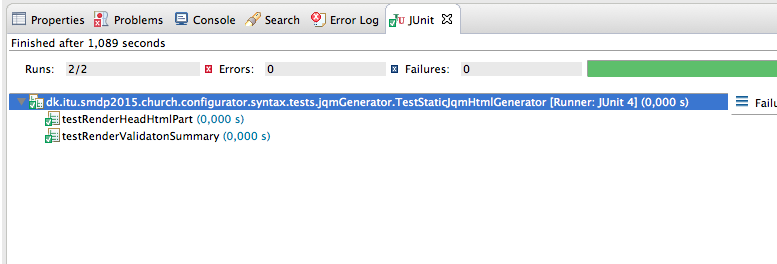 Properties Problems Console Search Error Log JUnit
Finished after 1,089 seconds
Runs: 2/2 Errors: 0 Failures: 0
dk.itu.smdp2015.church.configurator.syntax.tests.jqmGenerator.TestStaticJqmHtmlGenerator [Runner: JUnit 4] (0,000 s)
Failu
testRenderHeadHtmlPart (0,000 s)
testRenderValidatonSummary (0,000 s)